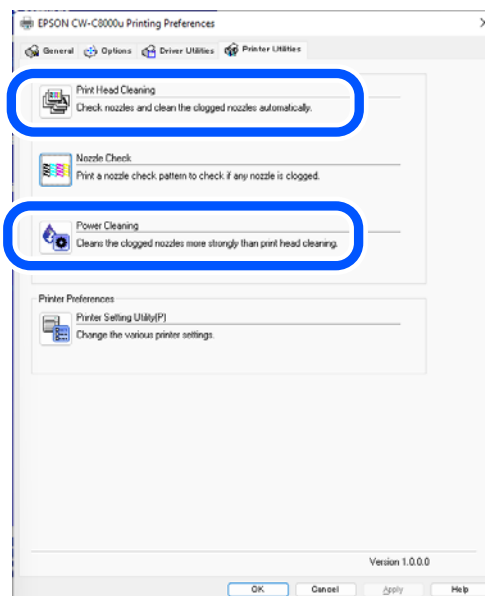 EPSON CW-C8000u Printing Preferences
General Options Driver Utilities Printer Utilities
Print Head Cleaning
Check nozzles and clean the clogged nozzles automatically.
Nozzle Check
Print a nozzle check pattern to check if any nozzle is clogged.
Power Cleaning
Cleans the clogged nozzles more strongly than print head cleaning.
Printer Preferences
Printer Setting Utility(P)
Change the various printer settings.
Version 1.0.0.0
OK Cancel Apply Help